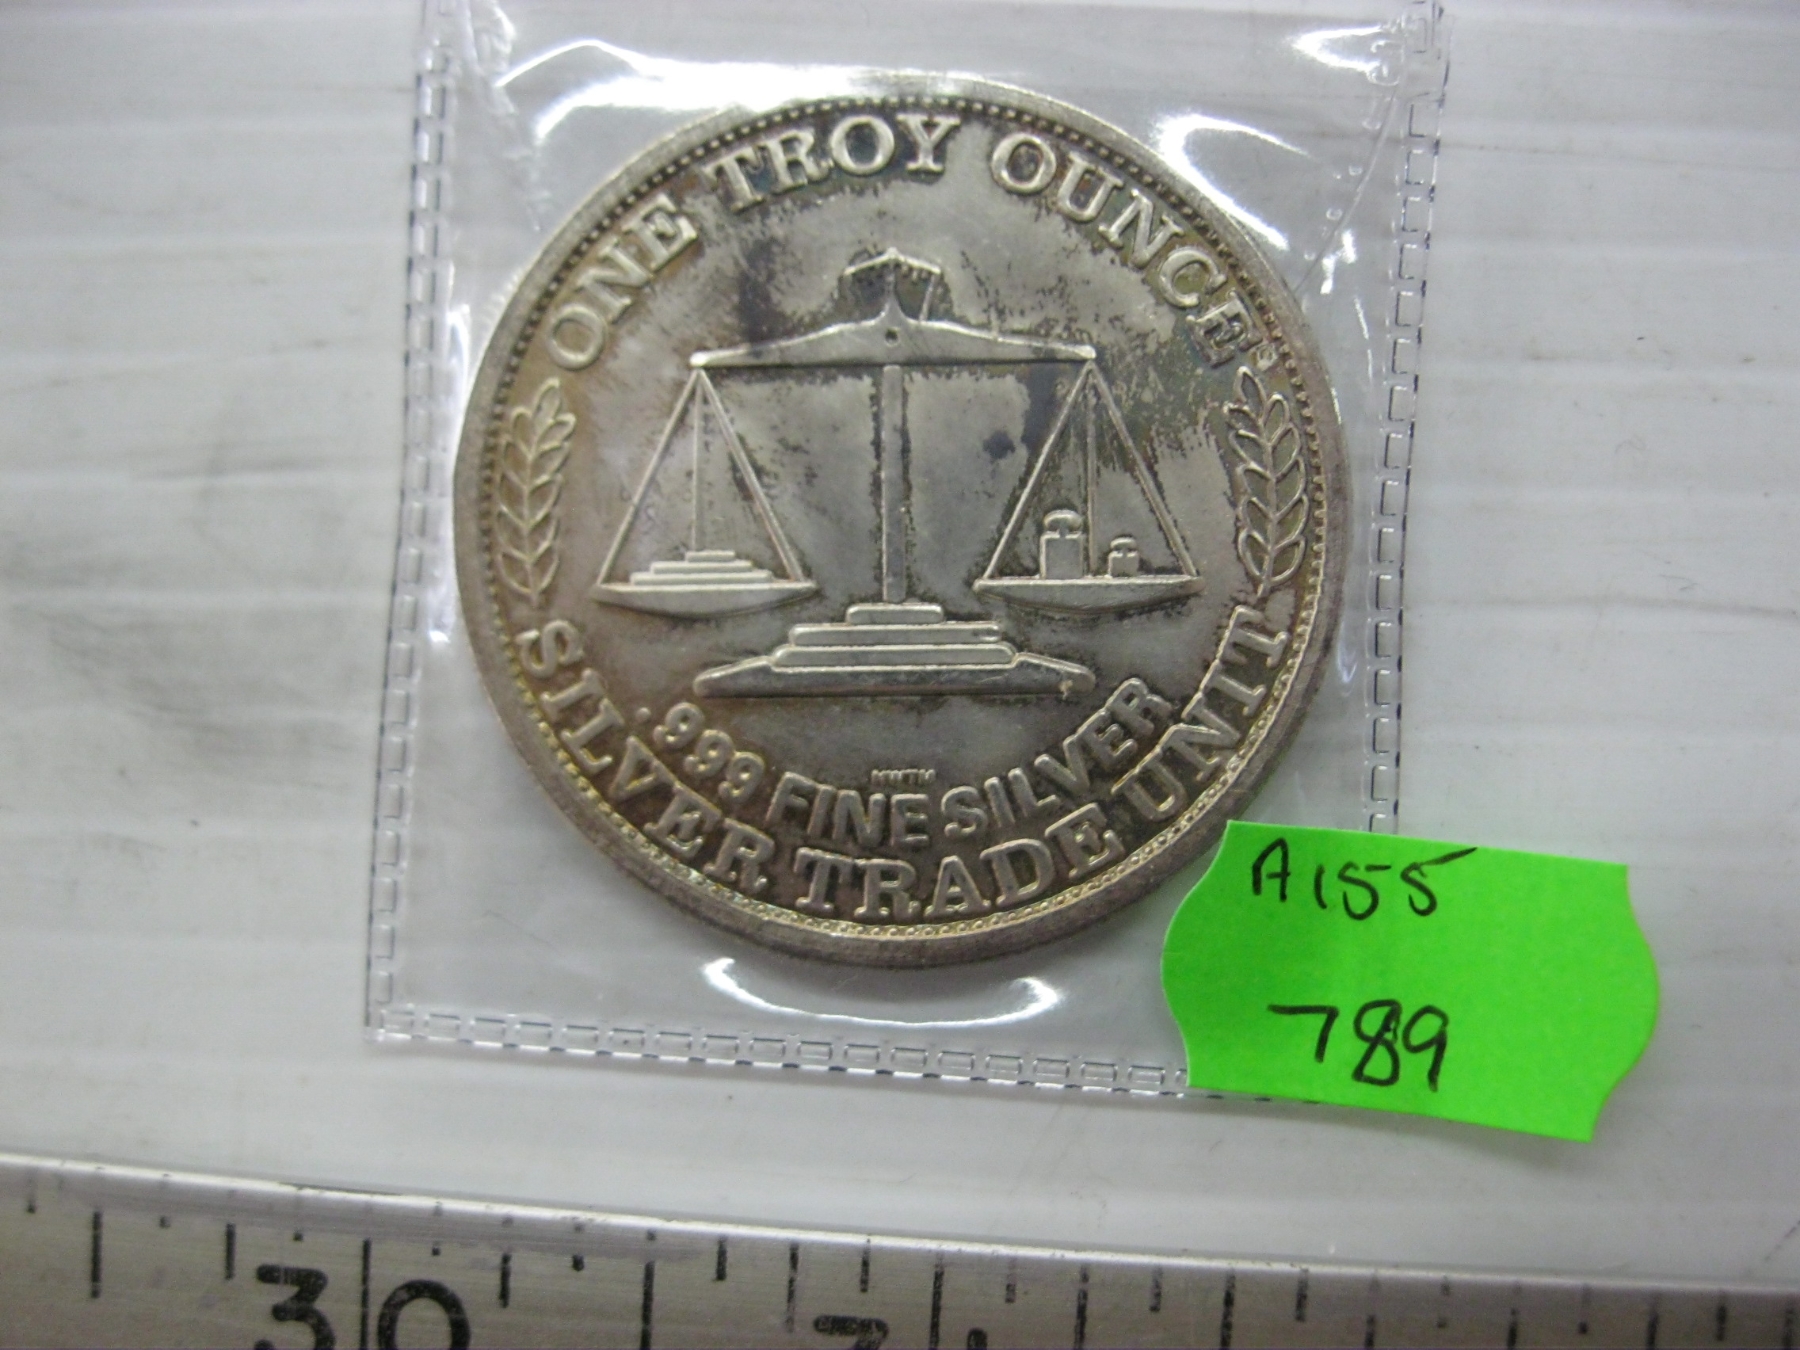 ONE TROY OUNCE
.999 FINE SILVER
SILVER TRADE UNIT
A155
789
30